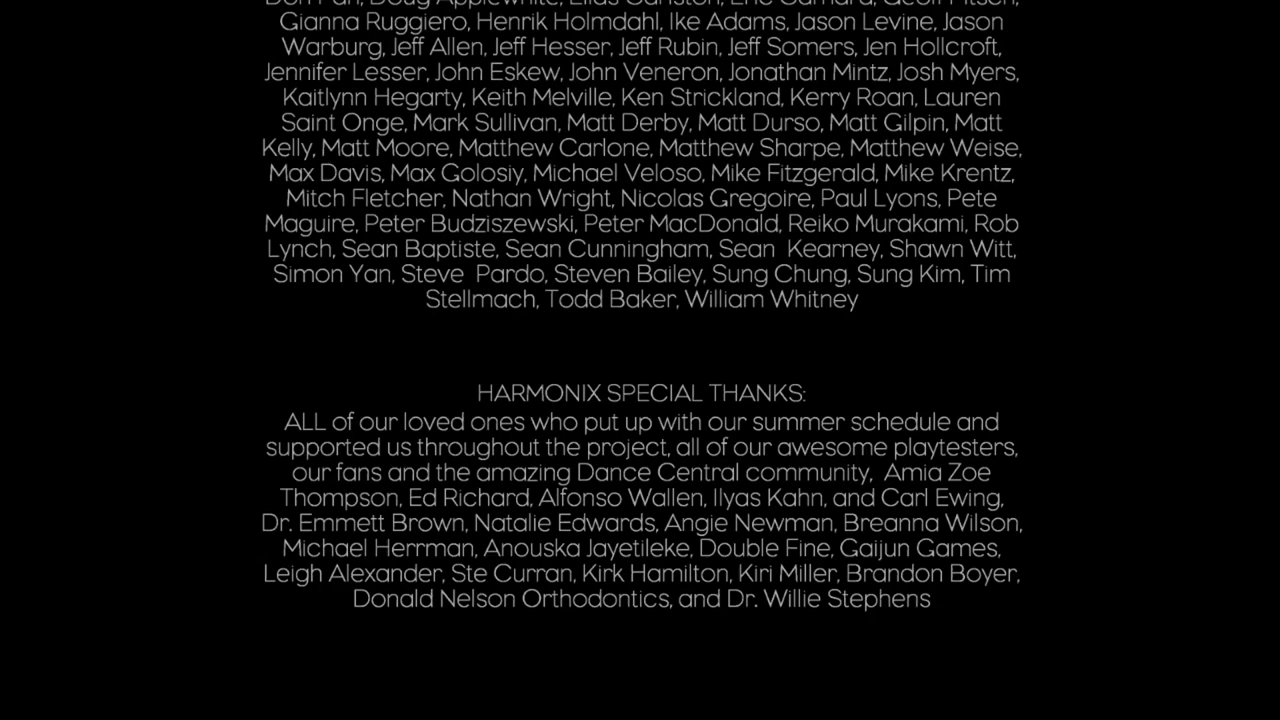 Gianna Ruggiero, Henrik Holmdahl, Ike Adams, Jason Levine, Jason
Warburg, Jeff Allen, Jeff Hesser, Jeff Rubin, Jeff Somers, Jen Hollcroft,
Jennifer Lesser, John Eskew, John Veneron, Jonathan Mintz, Josh Myers,
Kaitlynn Hegarty, Keith Melville, Ken Strickland, Kerry Roan, Lauren
Saint Onge, Mark Sullivan, Matt Derby, Matt Durso, Matt Gilpin, Matt
Kelly, Matt Moore, Matthew Carlone, Matthew Sharpe, Matthew Weise,
Max Davis, Max Golosiy, Michael Veloso, Mike Fitzgerald, Mike Krentz,
Mitch Fletcher, Nathan Wright, Nicolas Gregoire, Paul Lyons, Pete
Maguire, Peter Budziszewski, Peter MacDonald, Reiko Murakami, Rob
Lynch, Sean Baptiste, Sean Cunningham, Sean  Kearney, Shawn Witt,
Simon Yan, Steve  Pardo, Steven Bailey, Sung Chung, Sung Kim, Tim
Stellmach, Todd Baker, William Whitney
HARMONIX SPECIAL THANKS:
ALL of our loved ones who put up with our summer schedule and
supported us throughout the project, all of our awesome playtesters,
our fans and the amazing Dance Central community,  Amia Zoe
Thompson, Ed Richard, Alfonso Wallen, Ilyas Kahn, and Carl Ewing,
Dr. Emmett Brown, Natalie Edwards, Angie Newman, Breanna Wilson,
Michael Herrman, Anouska Jayetileke, Double Fine, Gaijun Games,
Leigh Alexander, Ste Curran, Kirk Hamilton, Kiri Miller, Brandon Boyer,
Donald Nelson Orthodontics, and Dr. Willie Stephens